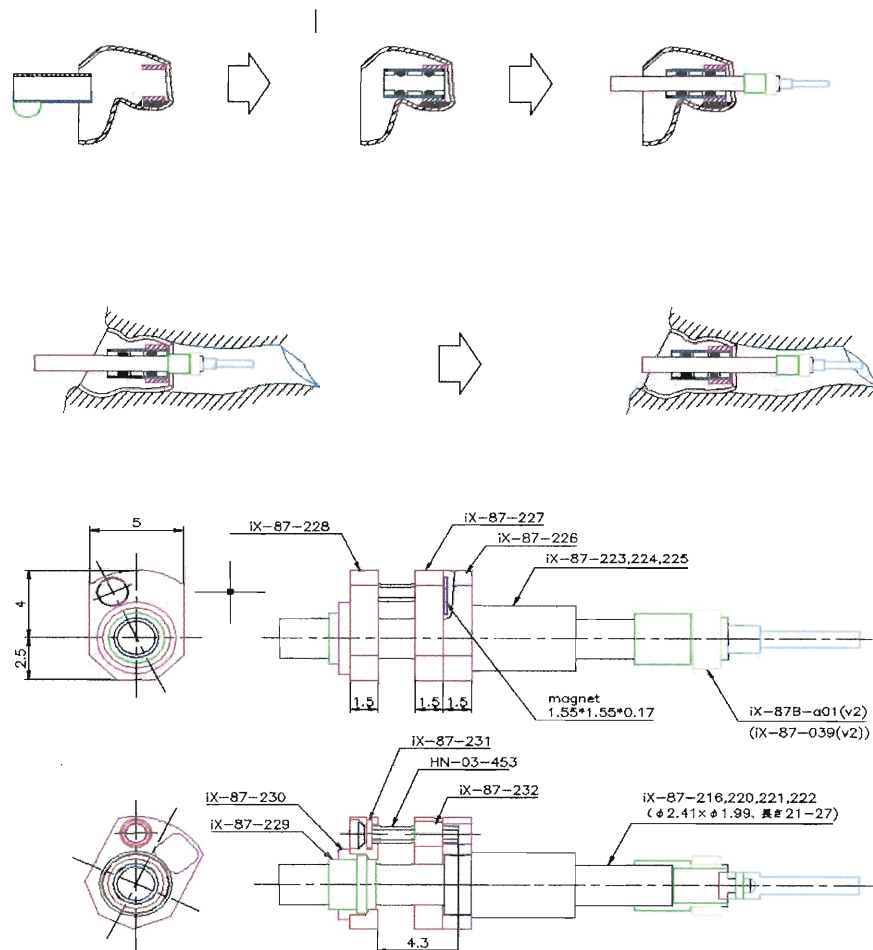 5
4
2.5
iX-87-228
iX-87-227
iX-87-226
iX-87-223,224,225
1.5
1.5
1.5
magnet
1.55*1.55*0.17
iX-87B-a01(v2)
(iX-87-039(v2))
iX-87-231
HN-03-453
iX-87-230
iX-87-232
iX-87-229
iX-87-216,220,221,222
(φ2.41×φ1.99、長さ21-27)
4.3